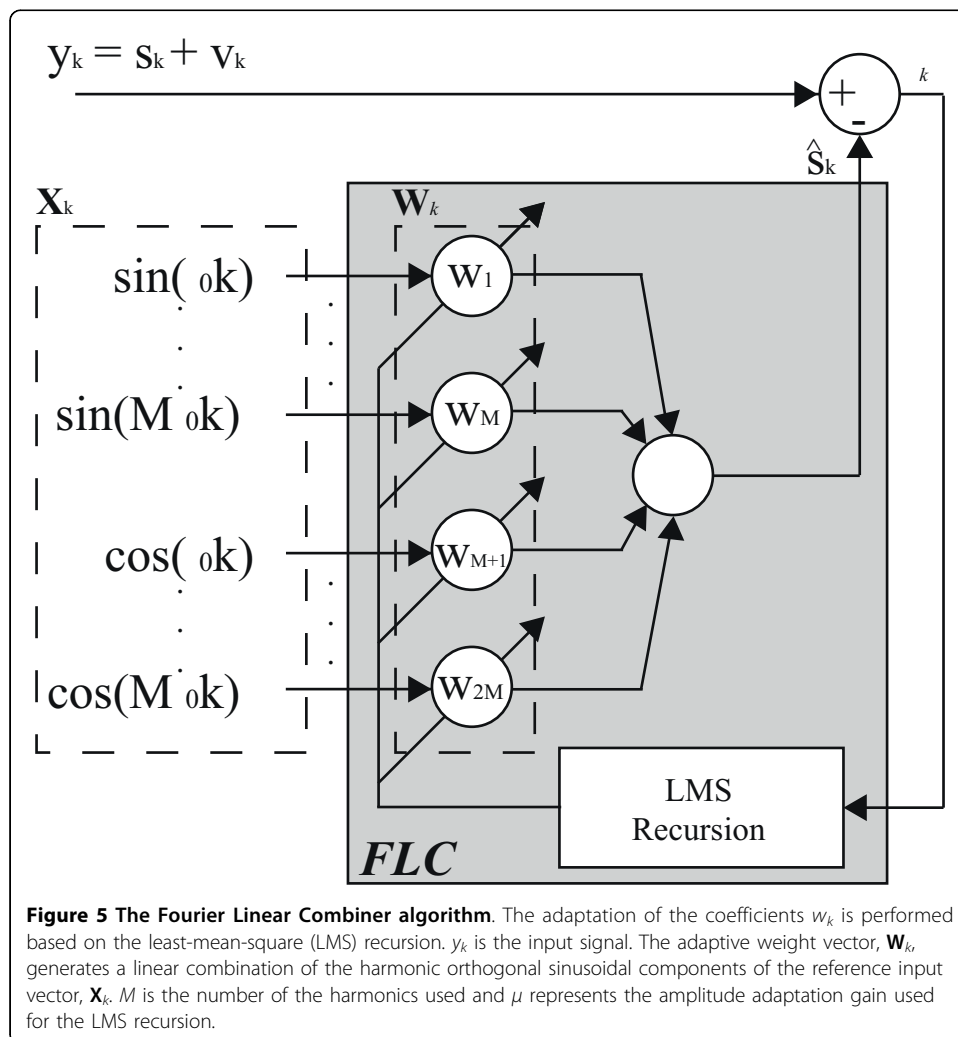 yk = sk + vk
+
k
-
ŝk
Xk
Wk
sin( 0k)
w1
sin(M 0k)
wM
cos( 0k)
wM+1
cos(M 0k)
w2M
LMS
Recursion
FLC
Figure 5 The Fourier Linear Combiner algorithm. The adaptation of the coefficients wk is performed
based on the least-mean-square (LMS) recursion. yk is the input signal. The adaptive weight vector, Wk,
generates a linear combination of the harmonic orthogonal sinusoidal components of the reference input
vector, Xk. M is the number of the harmonics used and μ represents the amplitude adaptation gain used
for the LMS recursion.